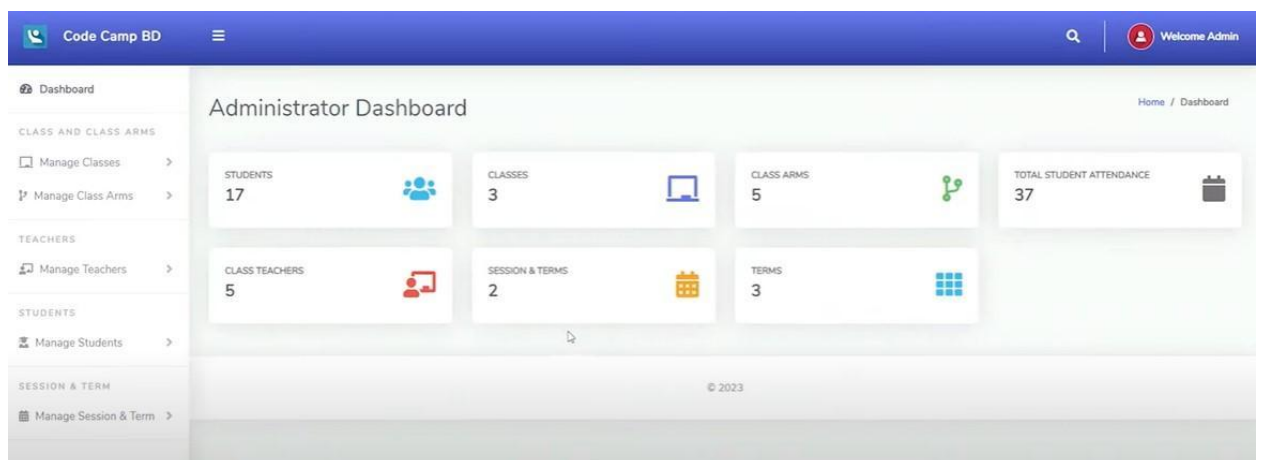 Code Camp BD
Welcome Admin
Dashboard
CLASS AND CLASS ARMS
Manage Classes
Manage Class Arms
TEACHERS
Manage Teachers
STUDENTS
Manage Students
SESSION & TERM
Manage Session & Term
Administrator Dashboard
Home / Dashboard
STUDENTS
17
CLASSES
3
CLASS ARMS
5
TOTAL STUDENT ATTENDANCE
37
CLASS TEACHERS
5
SESSION & TERMS
2
TERMS
3
© 2023